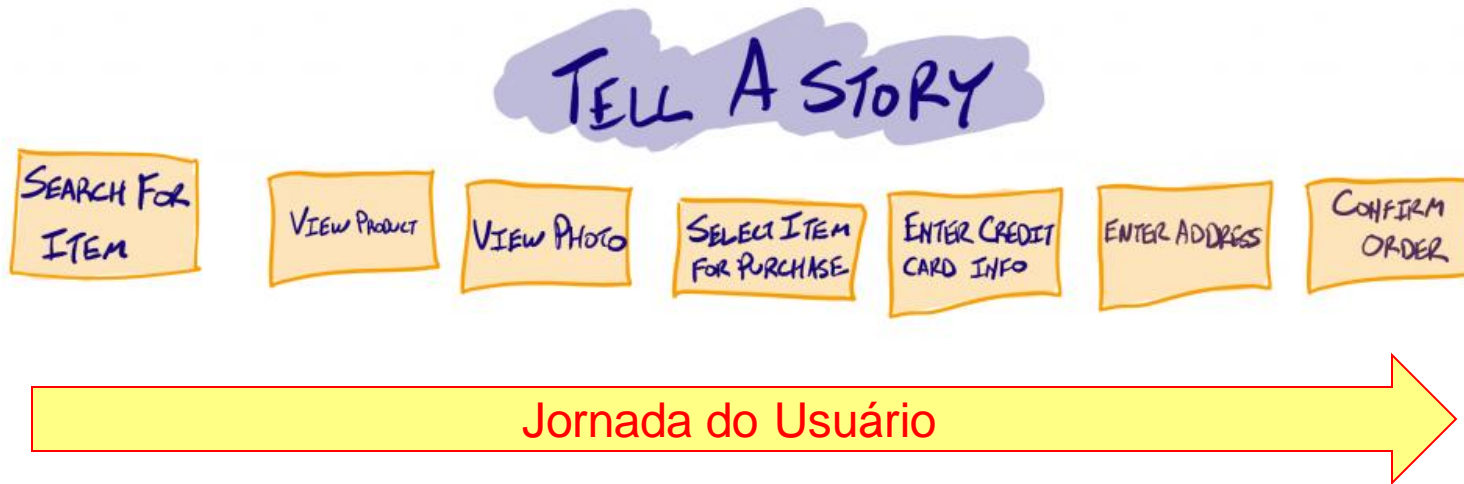 TELL A STORY
SEARCH FOR
ITEM
VIEW PRODUCT
VIEW PHOTO
SELECT ITEM
FOR PURCHASE
ENTER CREDIT
CARD INFO
ENTER ADDRESS
CONFIRM
ORDER
Jornada do Usuário